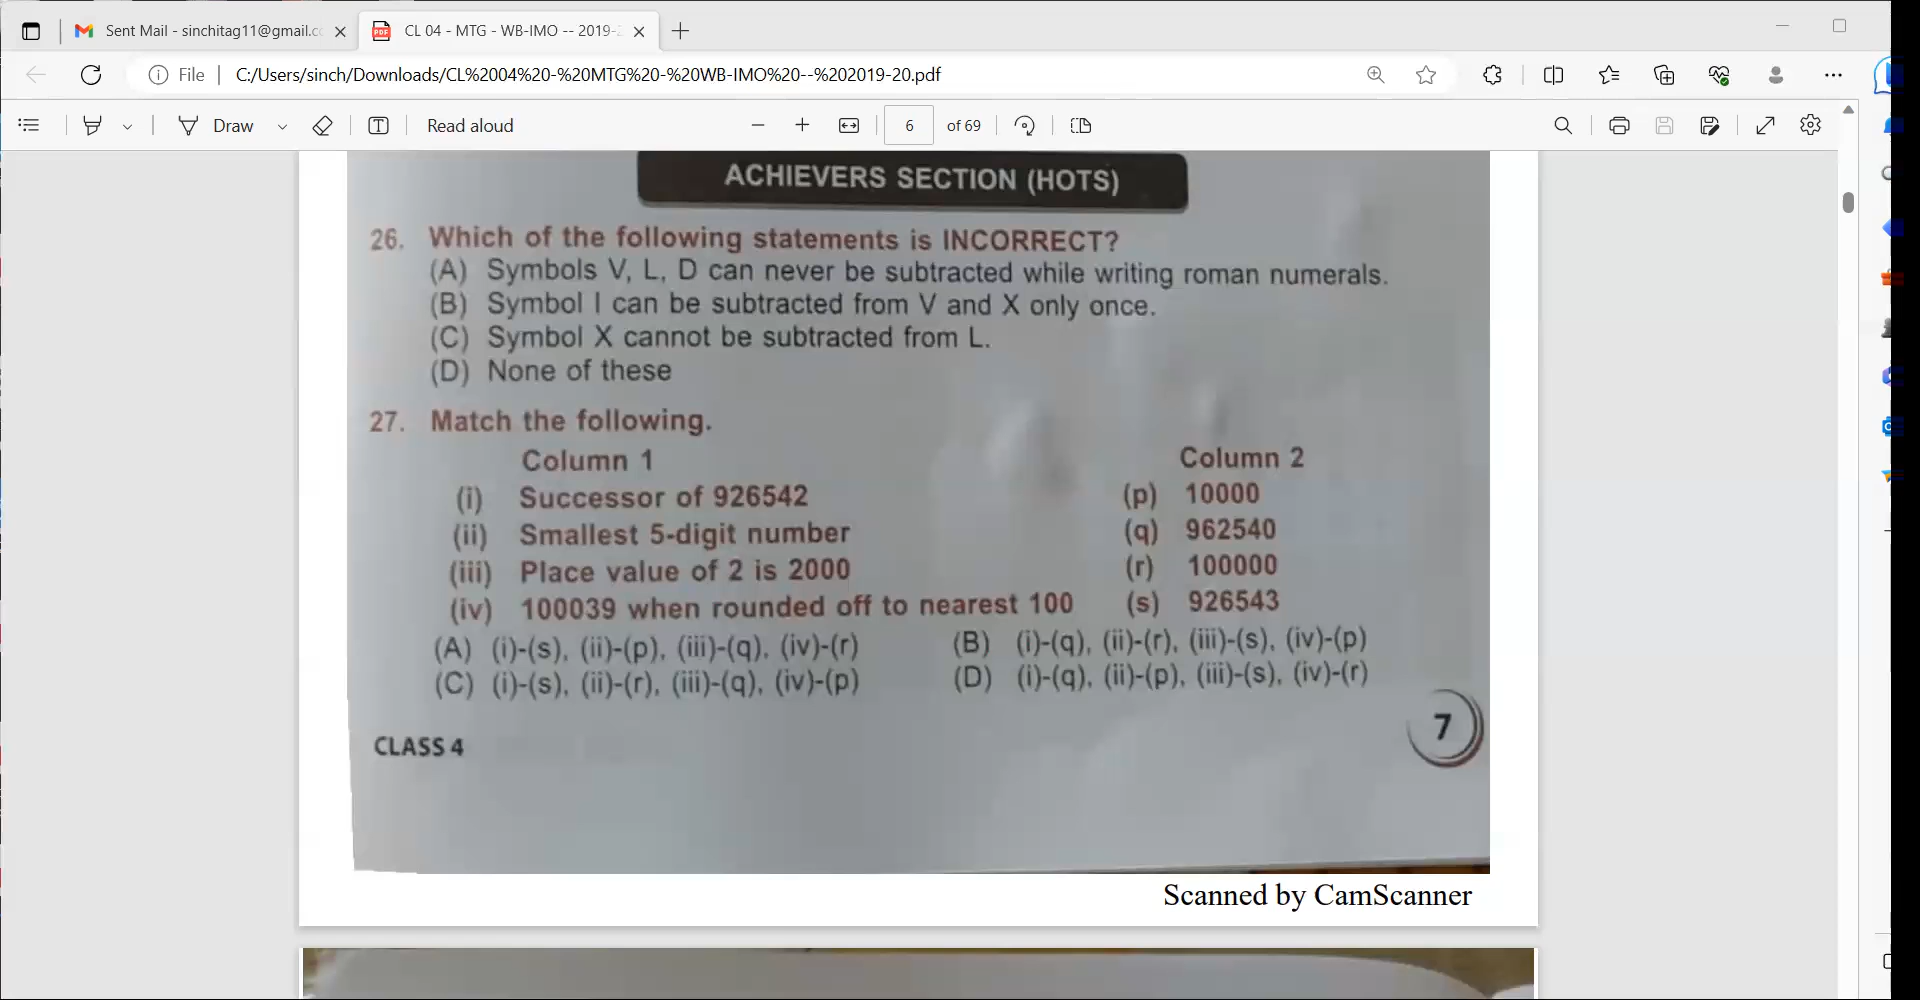 Sent Mail - sinchitag11@gmail.co
CL 04 - MTG - WB-IMO -- 2019-2
File
C:/Users/sinch/Downloads/CL%2004%20-%20MTG%20-%20WB-IMO%20--%202019-20.pdf
Draw
Read aloud
6 of 69
ACHIEVERS SECTION (HOTS)
26. Which of the following statements is INCORRECT?
(A) Symbols V, L, D can never be subtracted while writing roman numerals.
(B) Symbol I can be subtracted from V and X only once.
(C) Symbol X cannot be subtracted from L.
(D) None of these
27. Match the following.
Column 1 Column 2
(i) Successor of 926542 (p) 10000
(ii) Smallest 5-digit number (q) 962540
(iii) Place value of 2 is 2000 (r) 100000
(iv) 100039 when rounded off to nearest 100 (s) 926543
(A) (i)-(s), (ii)-(p), (iii)-(q), (iv)-(r) (B) (i)-(q), (ii)-(r), (iii)-(s), (iv)-(p)
(C) (i)-(s), (ii)-(r), (iii)-(q), (iv)-(p) (D) (i)-(q), (ii)-(p), (iii)-(s), (iv)-(r)
7
CLASS 4
Scanned by CamScanner